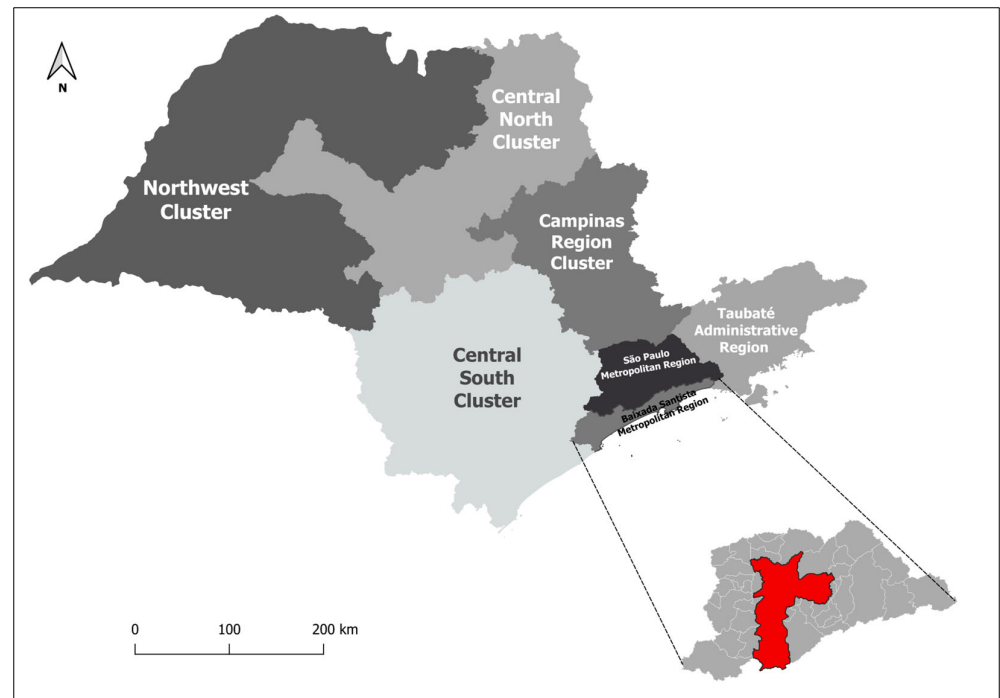 N
Central
North
Cluster
Northwest
Cluster
Campinas
Region
Cluster
Taubaté
Administrative
Region
São Paulo
Metropolitan Region
Central
South
Cluster
Baixada Santista
Metropolitan Region
0 100 200 km